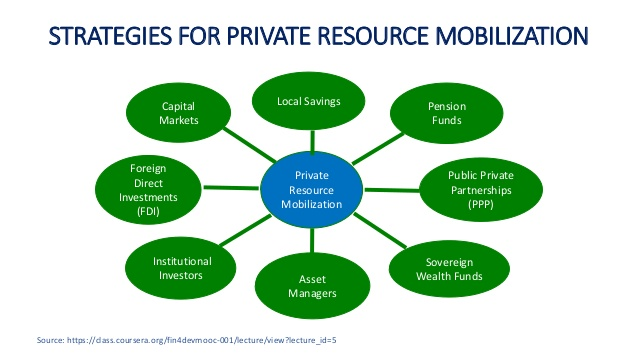 STRATEGIES FOR PRIVATE RESOURCE MOBILIZATION
Local Savings
Capital
Markets
Pension
Funds
Foreign
Direct
Investments
(FDI)
Private
Resource
Mobilization
Public Private
Partnerships
(PPP)
Institutional
Investors
Asset
Managers
Sovereign
Wealth Funds
Source: https://class.coursera.org/fin4devmooc-001/lecture/view?lecture_id=5